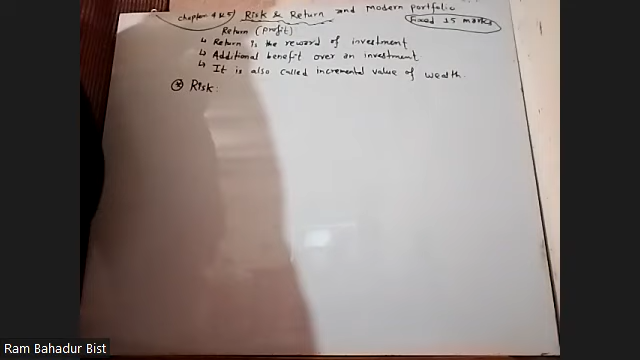 chapter 4 & 5) Risk & Return and modern portfolio
Fixed 15 marks
Return (profit)
↳ Return is the reward of investment
↳ Additional benefit over an investment.
↳ It is also called incremental value of wealth.
* Risk:
Ram Bahadur Bist